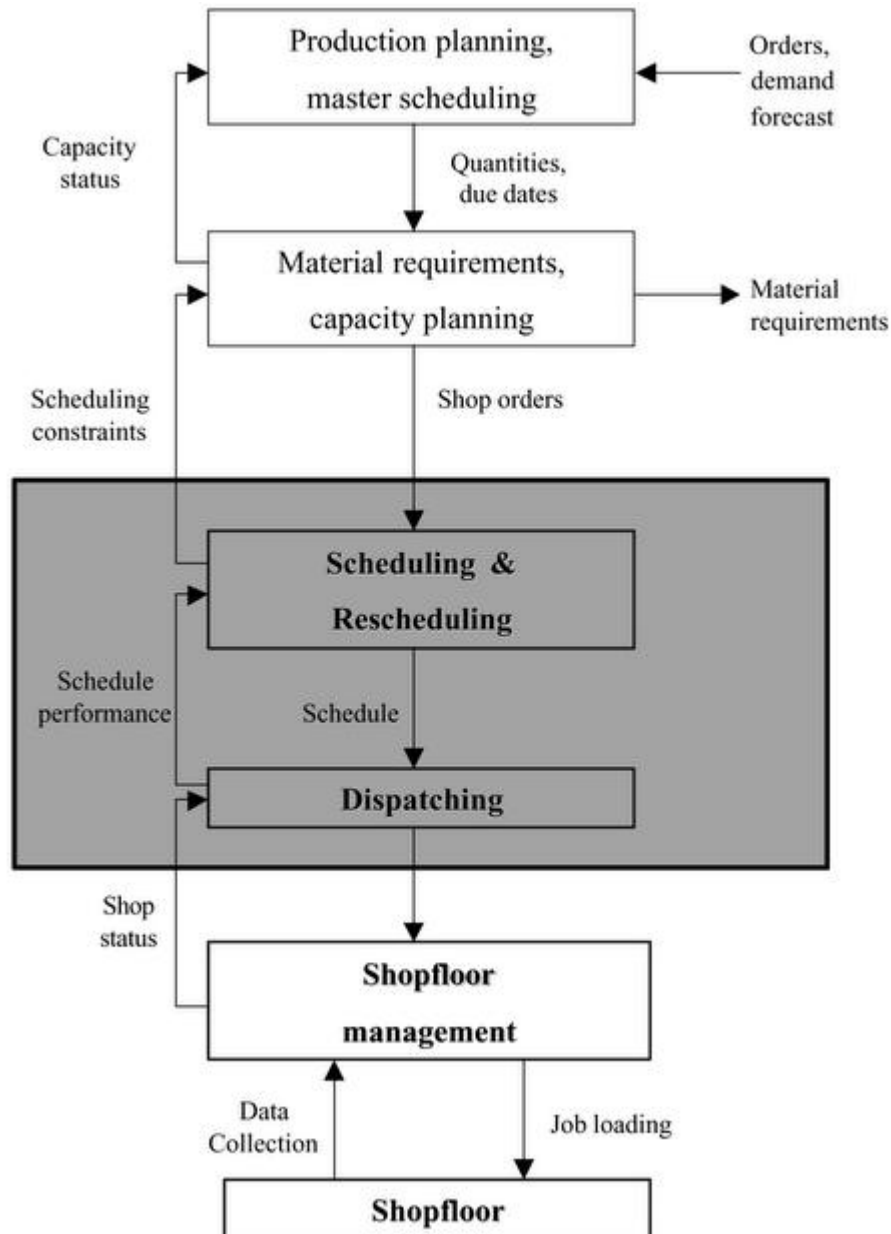 Production planning,
master scheduling
Orders,
demand
forecast
Capacity
status
Quantities,
due dates
Material requirements,
capacity planning
Material
requirements
Scheduling
constraints
Shop orders
Scheduling &
Rescheduling
Schedule
performance
Schedule
Dispatching
Shop
status
Shopfloor
management
Data
Collection
Job loading
Shopfloor